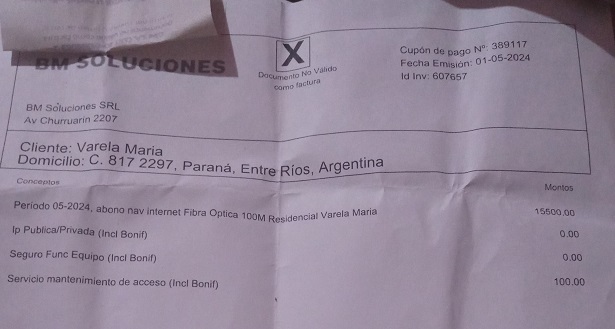 BM SOLUCIONES
X
Documento No Válido
como factura
Cupón de pago Nº: 389117
Fecha Emisión: 01-05-2024
Id Inv: 607657
BM Soluciones SRL
Av Churruarin 2207
Cliente: Varela Maria
Domicilio: C. 817 2297, Paraná, Entre Ríos, Argentina
Conceptos Montos
Periodo 05-2024, abono nav internet Fibra Optica 100M Residencial Varela Maria 15500.00
Ip Publica/Privada (Incl Bonif) 0.00
Seguro Func Equipo (Incl Bonif) 0.00
Servicio mantenimiento de acceso (Incl Bonif) 100.00